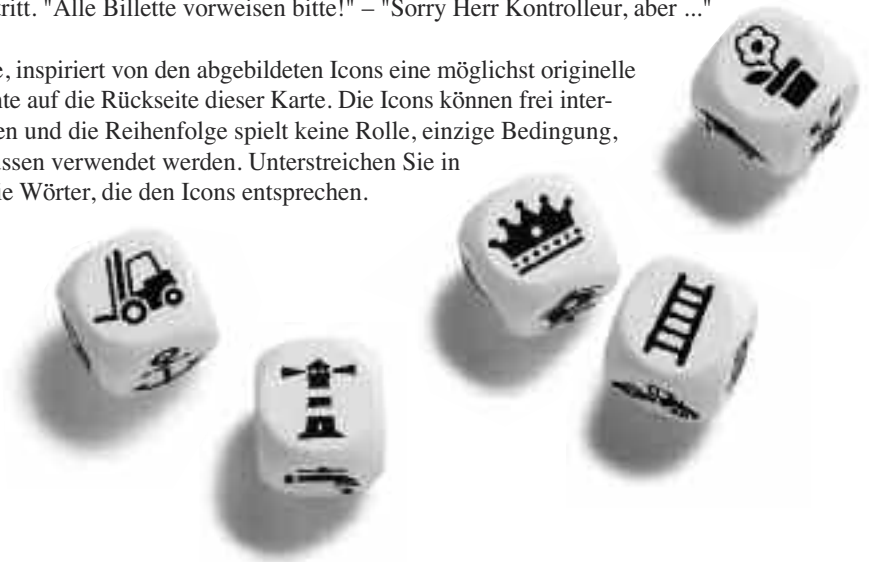 ritt. "Alle Billette vorweisen bitte!" – "Sorry Herr Kontrolleur, aber ..."
e, inspiriert von den abgebildeten Icons eine möglichst originelle
nte auf die Rückseite dieser Karte. Die Icons können frei inter-
en und die Reihenfolge spielt keine Rolle, einzige Bedingung,
üssen verwendet werden. Unterstreichen Sie in
ie Wörter, die den Icons entsprechen.